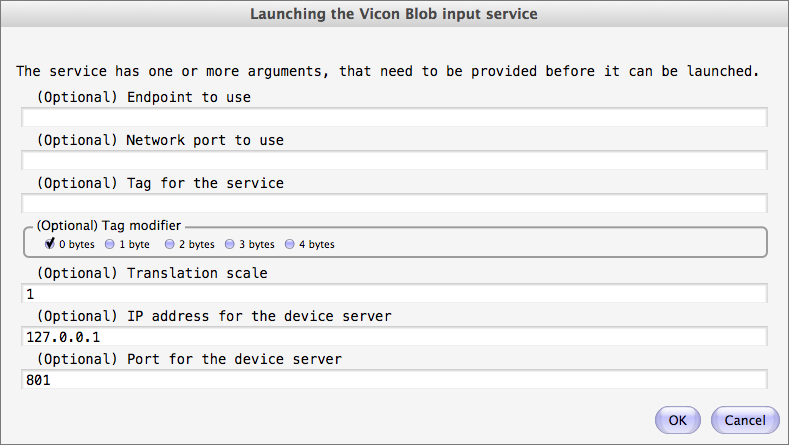 Launching the Vicon Blob input service
The service has one or more arguments, that need to be provided before it can be launched.
(Optional) Endpoint to use
(Optional) Network port to use
(Optional) Tag for the service
(Optional) Tag modifier
0 bytes 1 byte 2 bytes 3 bytes 4 bytes
(Optional) Translation scale
1
(Optional) IP address for the device server
127.0.0.1
(Optional) Port for the device server
801
OK Cancel